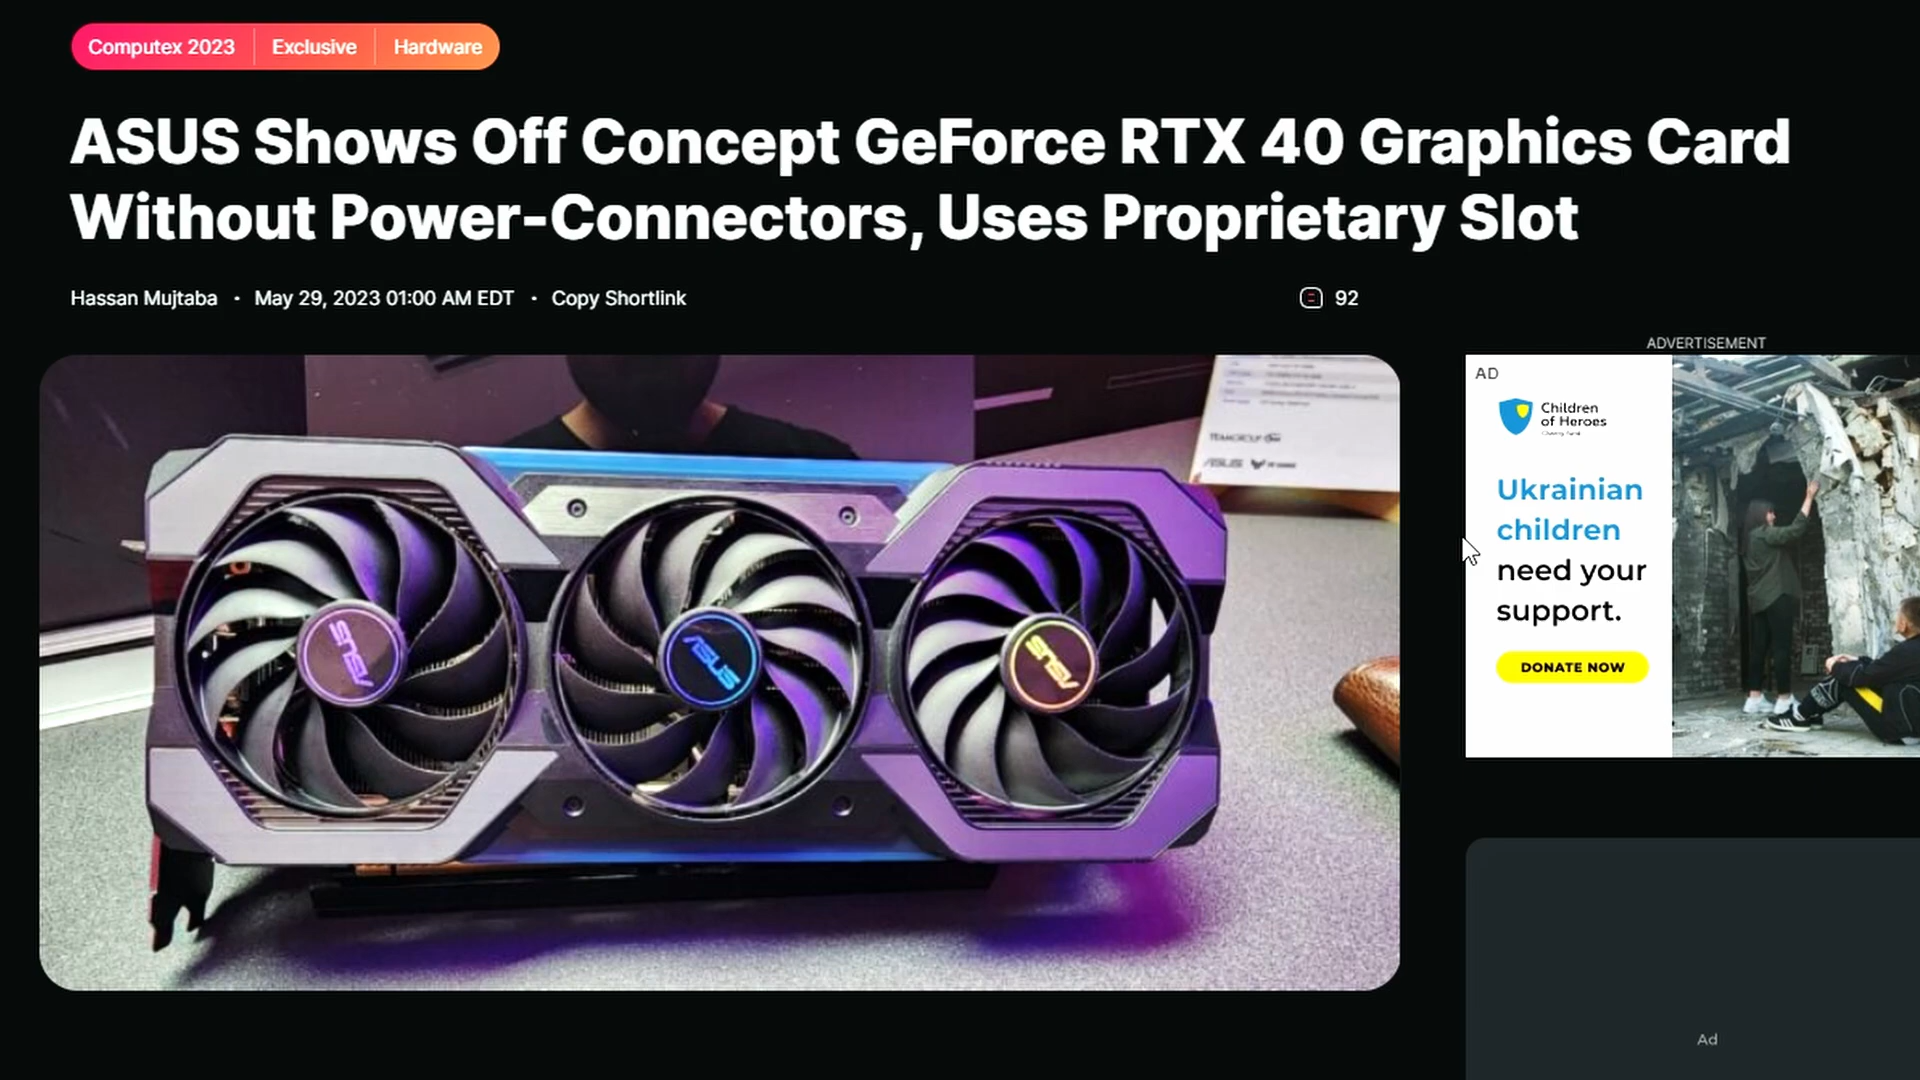 Computex 2023 Exclusive Hardware
ASUS Shows Off Concept GeForce RTX 40 Graphics Card
Without Power-Connectors, Uses Proprietary Slot
Hassan Mujtaba • May 29, 2023 01:00 AM EDT • Copy Shortlink 92
ADVERTISEMENT
AD
Children
of Heroes
Ukrainian
children
need your
support.
DONATE NOW
TEAMGROUP
ASUS
ASUS
ASUS
ASUS
Ad